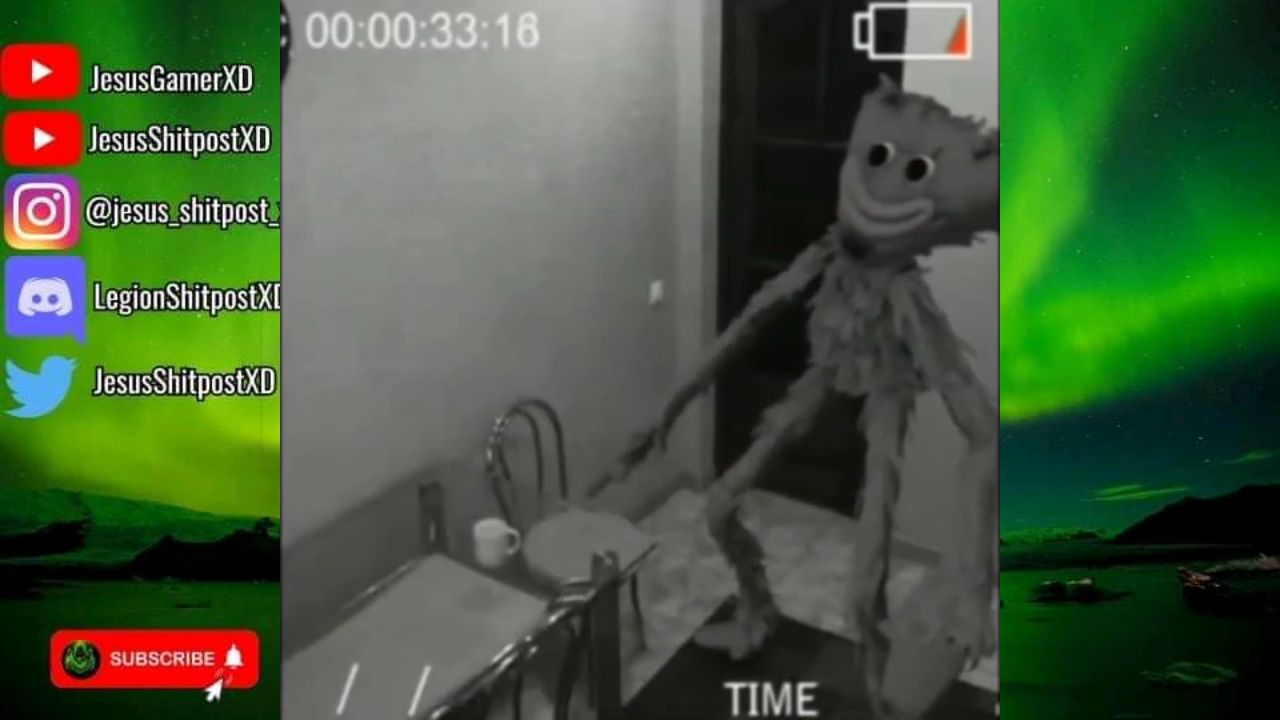 00:00:33:16
JesusGamerXD
JesusShitpostXD
@jesus_shitpost_
LegionShitpostXD
JesusShitpostXD
SUBSCRIBE
/ /
TIME